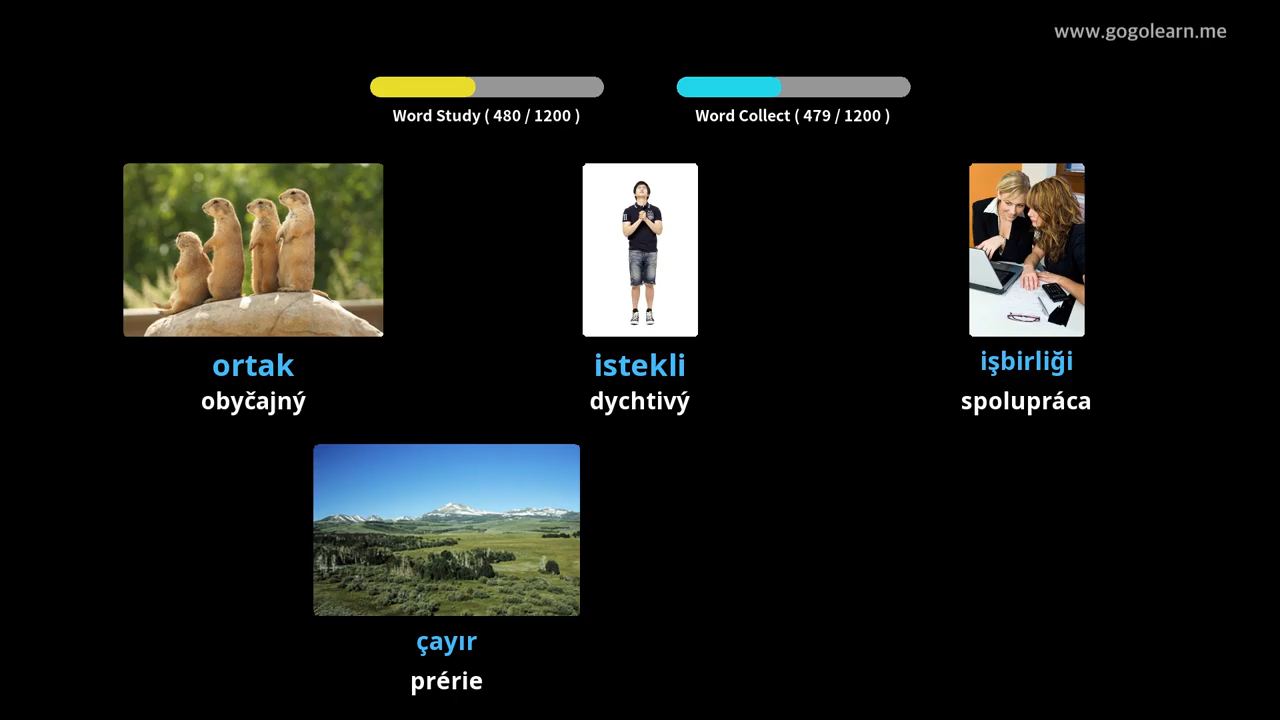 www.gogolearn.me
Word Study ( 480 / 1200 )
Word Collect ( 479 / 1200 )
ortak
obyčajný
istekli
dychtivý
işbirliği
spolupráca
çayır
prérie